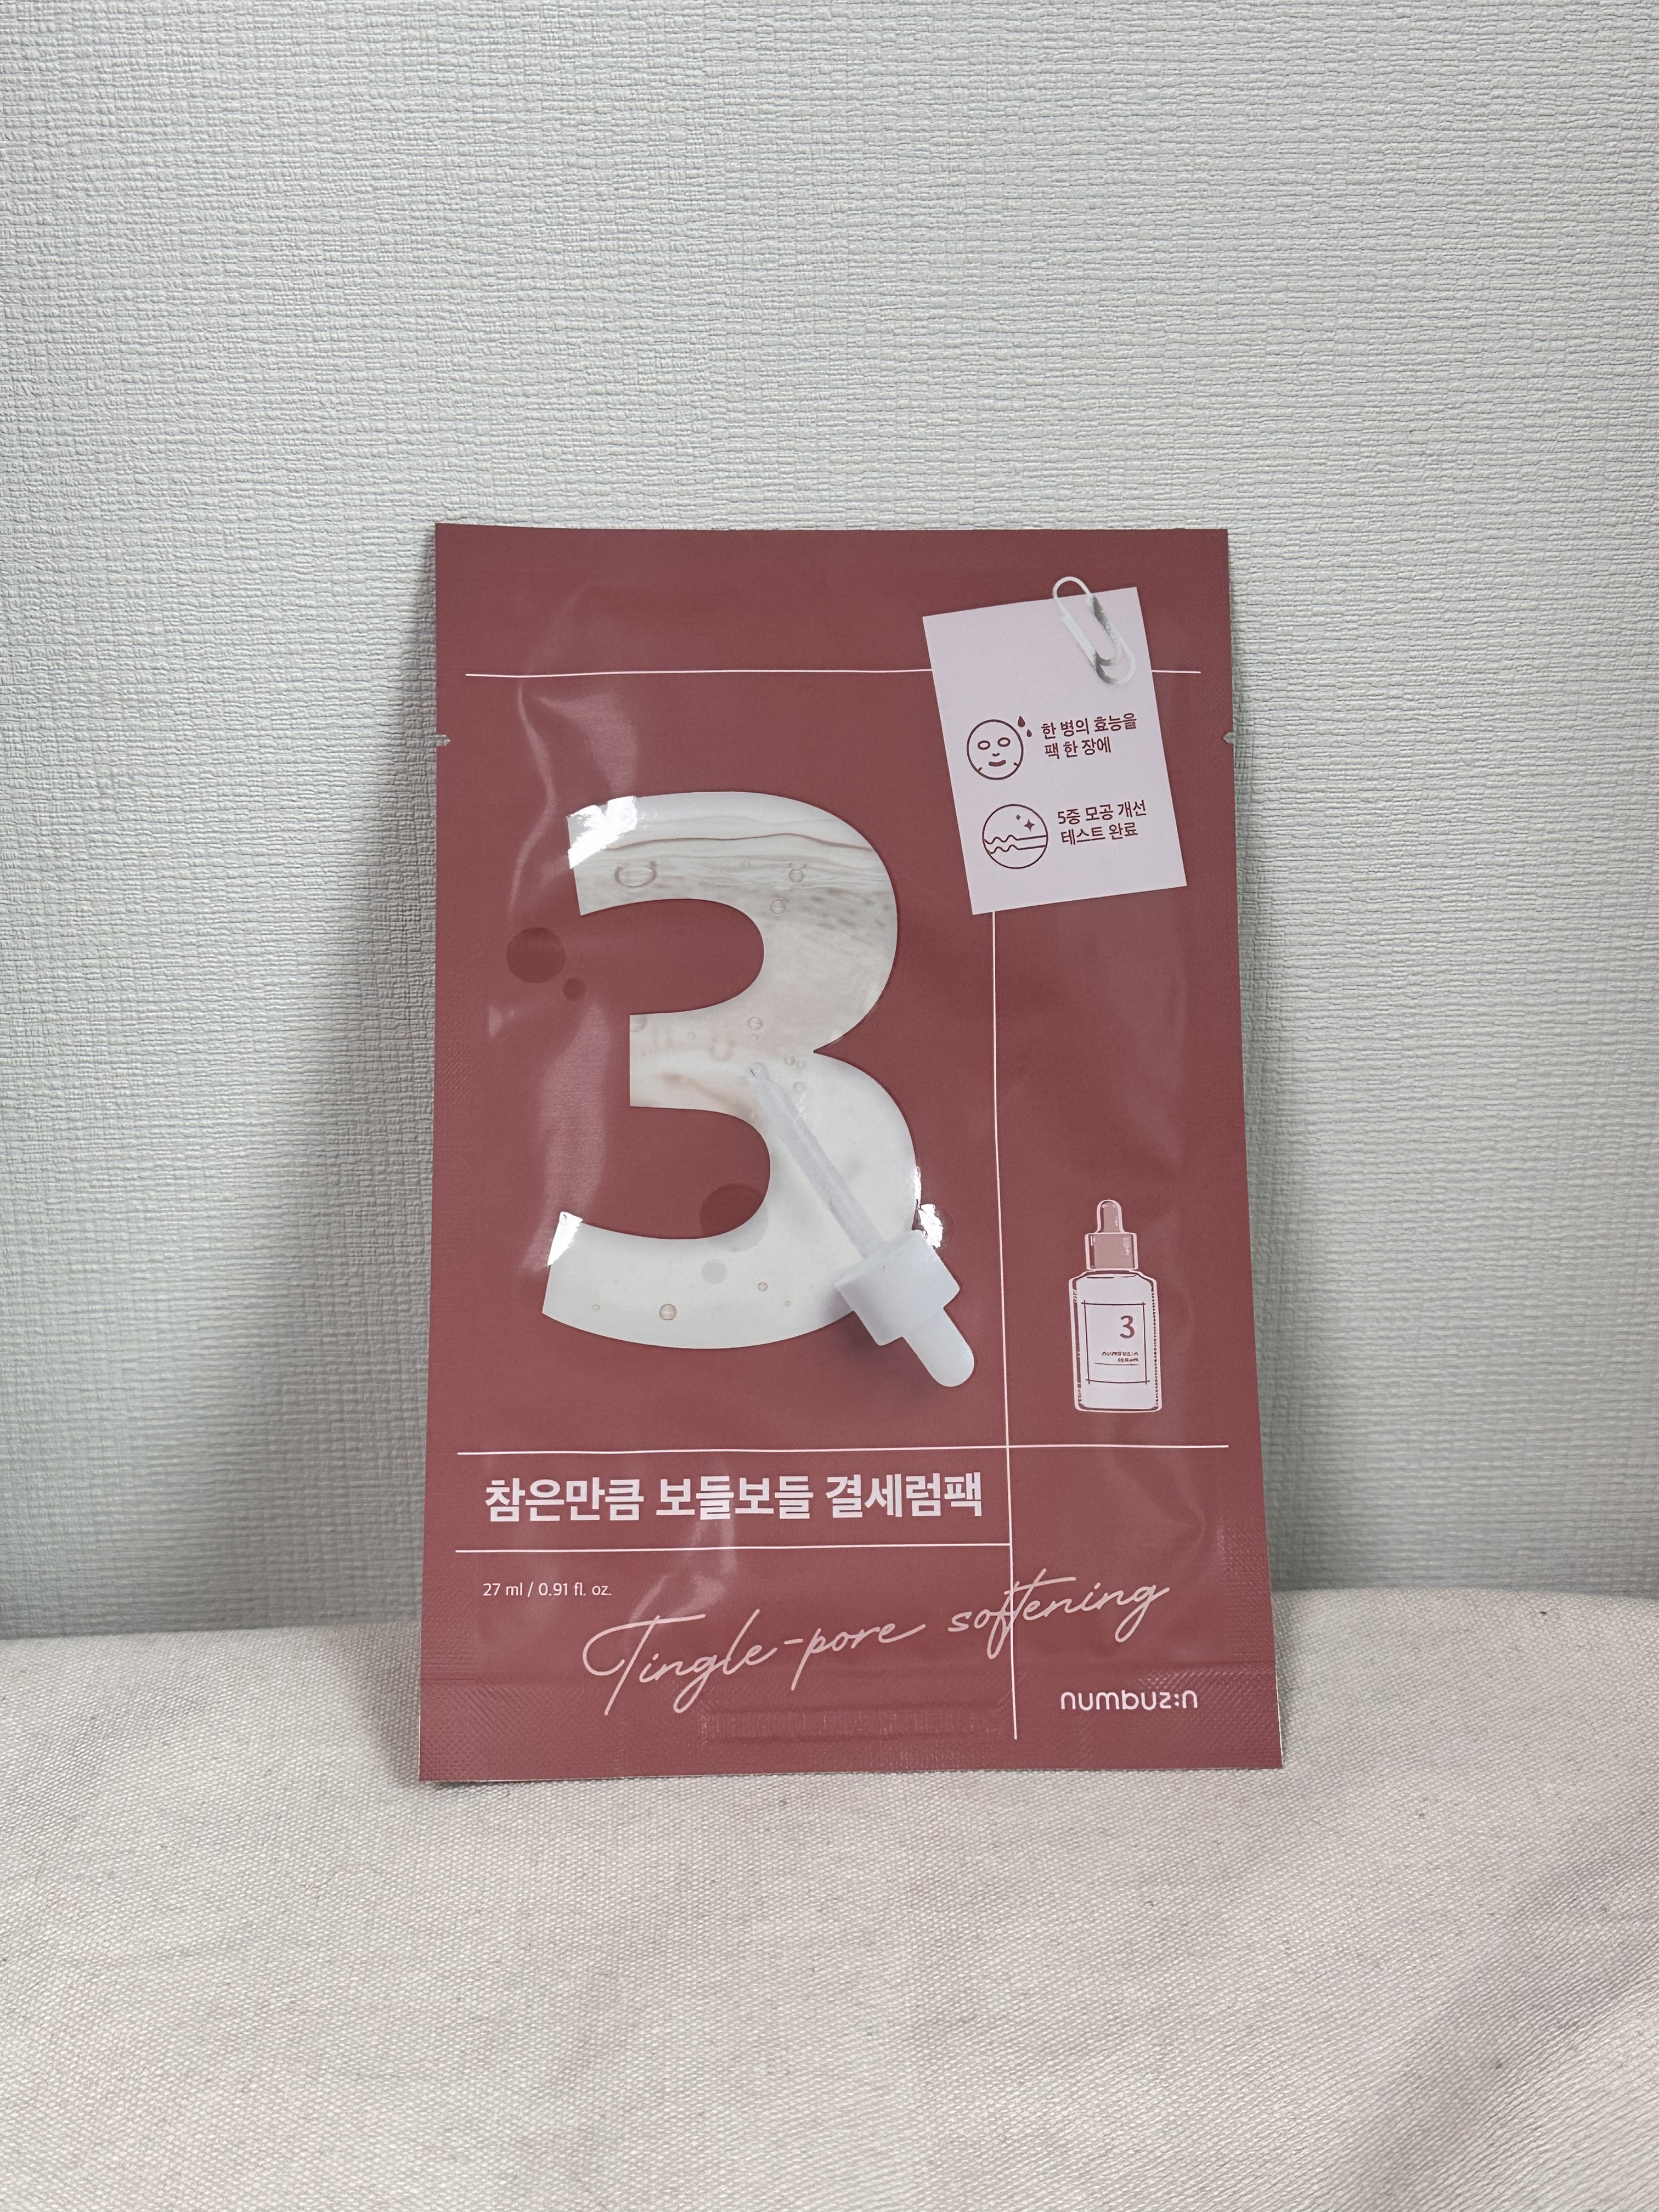 한 병의 효능을
팩 한 장에
5중 모공 개선
테스트 완료
3
3
numbuz:n
SERUM
참은만큼 보들보들 결세럼팩
27 ml / 0.91 fl. oz.
Tingle-pore softening
numbuz:n